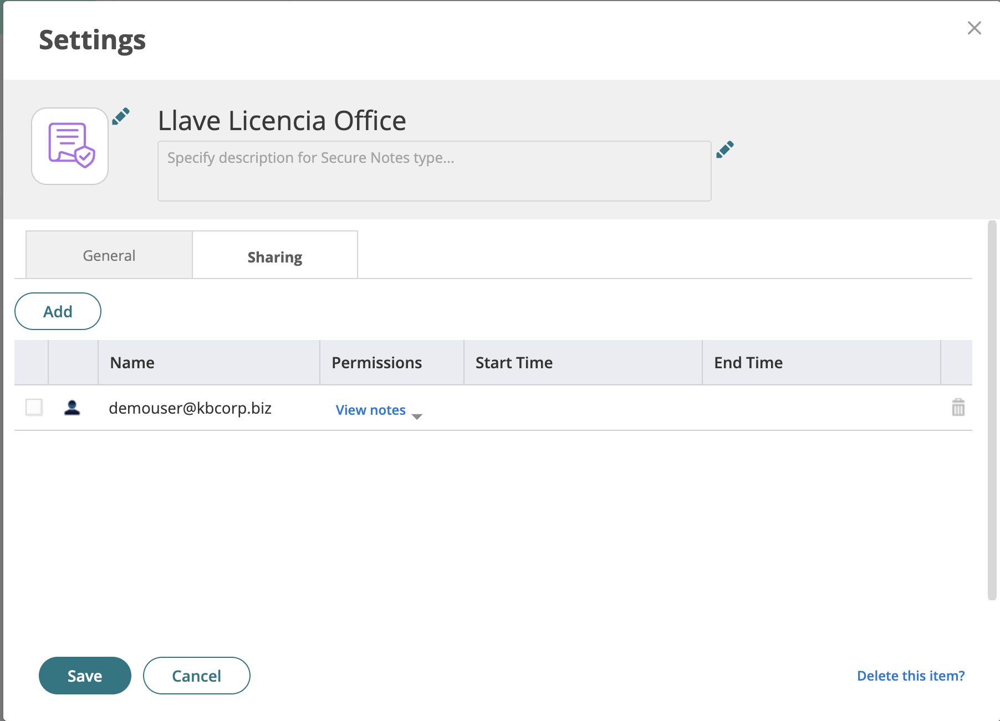 Settings
Llave Licencia Office
Specify description for Secure Notes type...
General Sharing
Add
Name Permissions Start Time End Time
demouser@kbcorp.biz View notes
Save Cancel Delete this item?